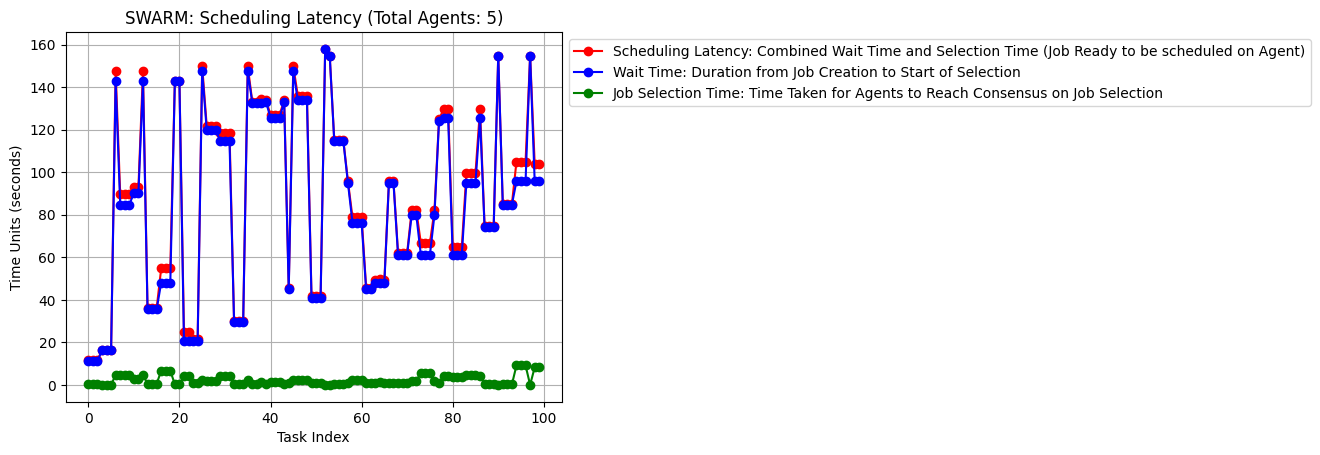 SWARM: Scheduling Latency (Total Agents: 5)
Scheduling Latency: Combined Wait Time and Selection Time (Job Ready to be scheduled on Agent)
Wait Time: Duration from Job Creation to Start of Selection
Job Selection Time: Time Taken for Agents to Reach Consensus on Job Selection
Time Units (seconds)
160
140
120
100
80
60
40
20
0
0 20 40 60 80 100
Task Index